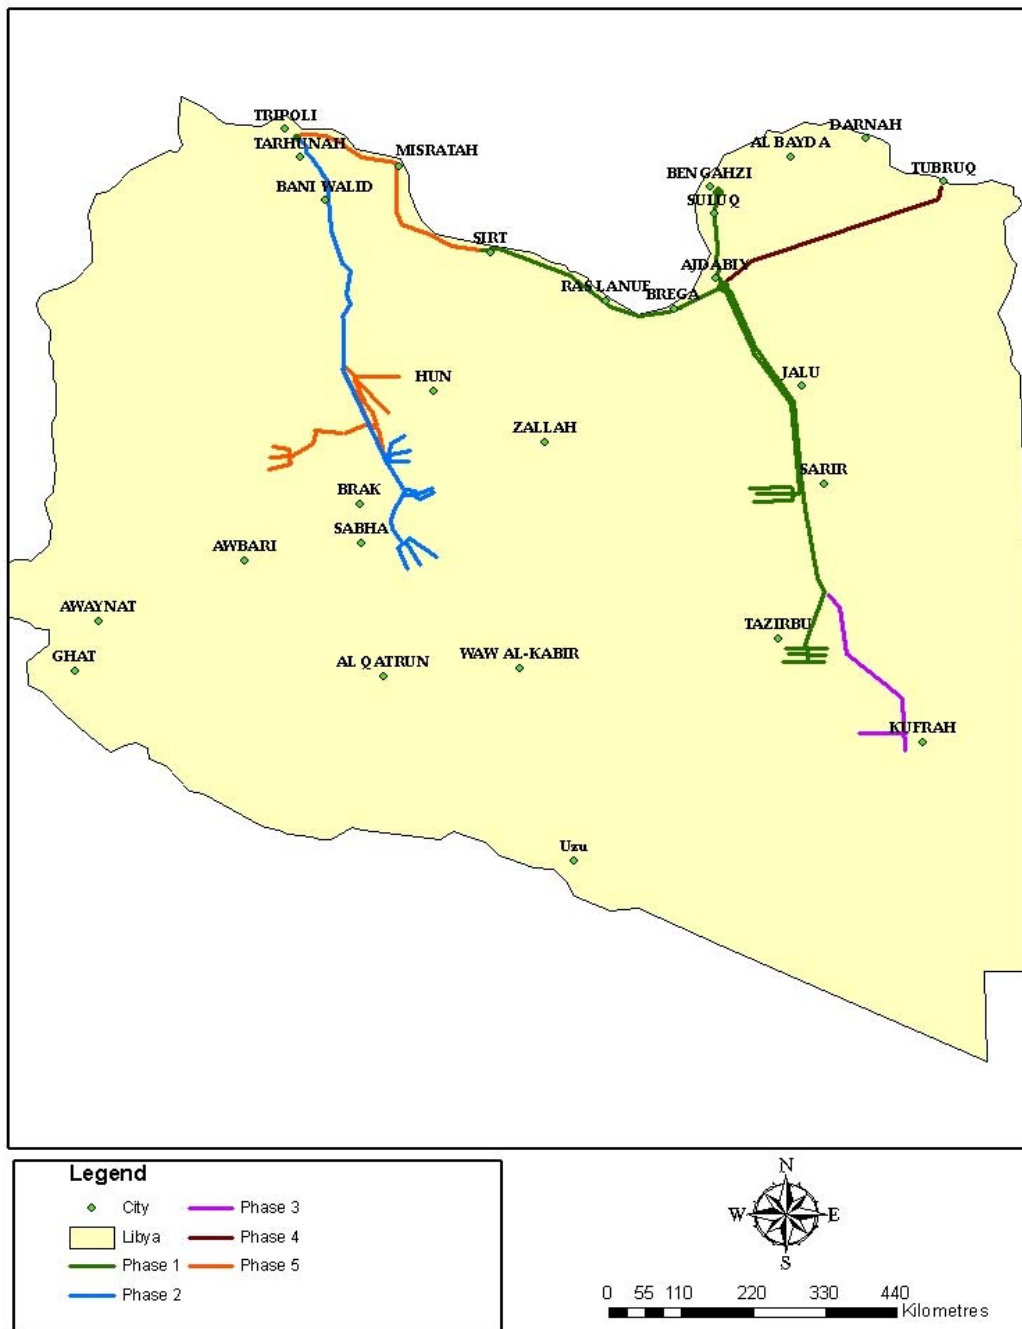 TRIPOLI
DARNAH
TARHUNAH
AL BAYDA
MISRATAH
TUBRUQ
BENGAHZI
BANI WALID
SULUQ
SIRT
AJDABIY
RAS LANUF
BREGA
HUN
JALU
ZALLAH
SARIR
BRAK
SABHA
AWBARI
AWAYNAT
TAZIRBU
GHAT
AL QATRUN
WAW AL-KABIR
KUFRAH
Uzu
Legend
City
Phase 3
Libya
Phase 4
Phase 1
Phase 5
Phase 2
N
W E
S
0 55 110 220 330 440
Kilometres